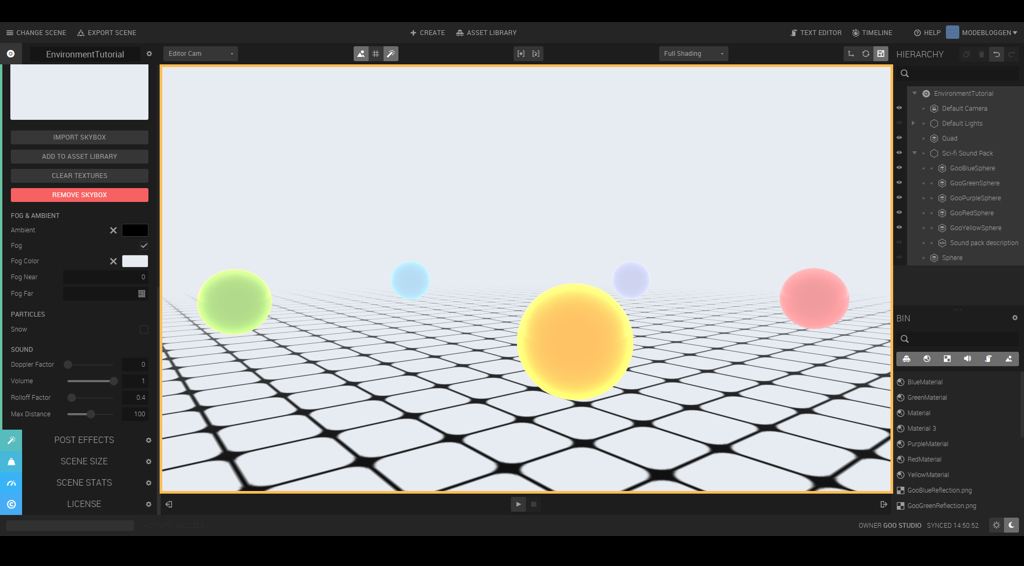 CHANGE SCENE EXPORT SCENE CREATE ASSET LIBRARY TEXT EDITOR TIMELINE HELP MODEBLOGGEN
EnvironmentTutorial Editor Cam Full Shading HIERARCHY
IMPORT SKYBOX
ADD TO ASSET LIBRARY
CLEAR TEXTURES
REMOVE SKYBOX
FOG & AMBIENT
Ambient
Fog
Fog Color
Fog Near 0
Fog Far
PARTICLES
Snow
SOUND
Doppler Factor 0
Volume 1
Rolloff Factor 0.4
Max Distance 100
POST EFFECTS
SCENE SIZE
SCENE STATS
LICENSE
EnvironmentTutorial
Default Camera
Default Lights
Quad
Sci-fi Sound Pack
GooBlueSphere
GooGreenSphere
GooPurpleSphere
GooRedSphere
GooYellowSphere
Sound pack description
Sphere
BIN
BlueMaterial
GreenMaterial
Material
Material 3
PurpleMaterial
RedMaterial
YellowMaterial
GooBlueReflection.png
GooGreenReflection.png
OWNER GOO STUDIO SYNCED 14:50:52